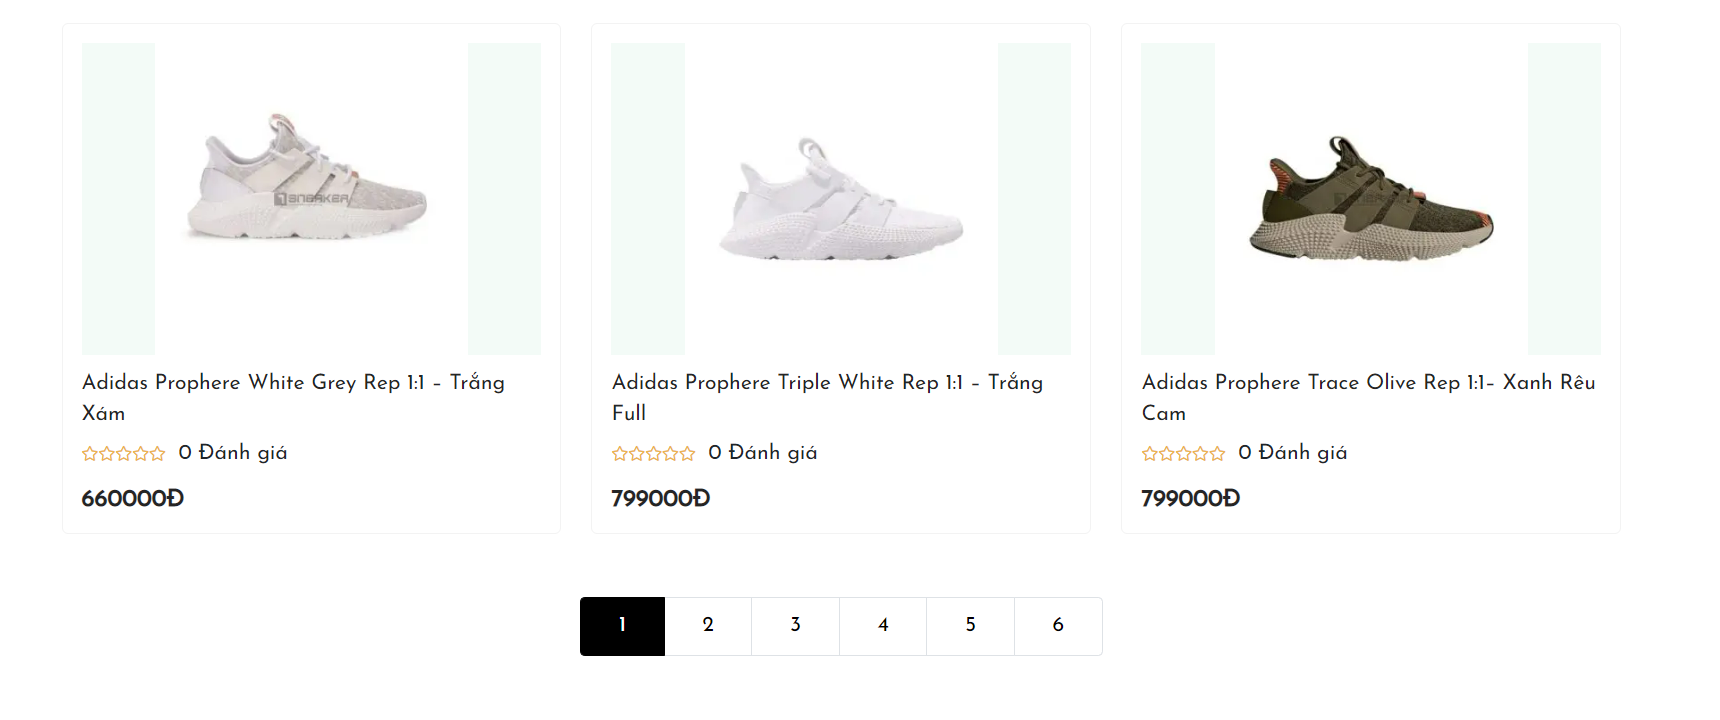 7SNEAKER
7SNEAKER
Adidas Prophere White Grey Rep 1:1 – Trắng
Xám
0 Đánh giá
660000Đ
Adidas Prophere Triple White Rep 1:1 – Trắng
Full
0 Đánh giá
799000Đ
Adidas Prophere Trace Olive Rep 1:1– Xanh Rêu
Cam
0 Đánh giá
799000Đ
1 2 3 4 5 6